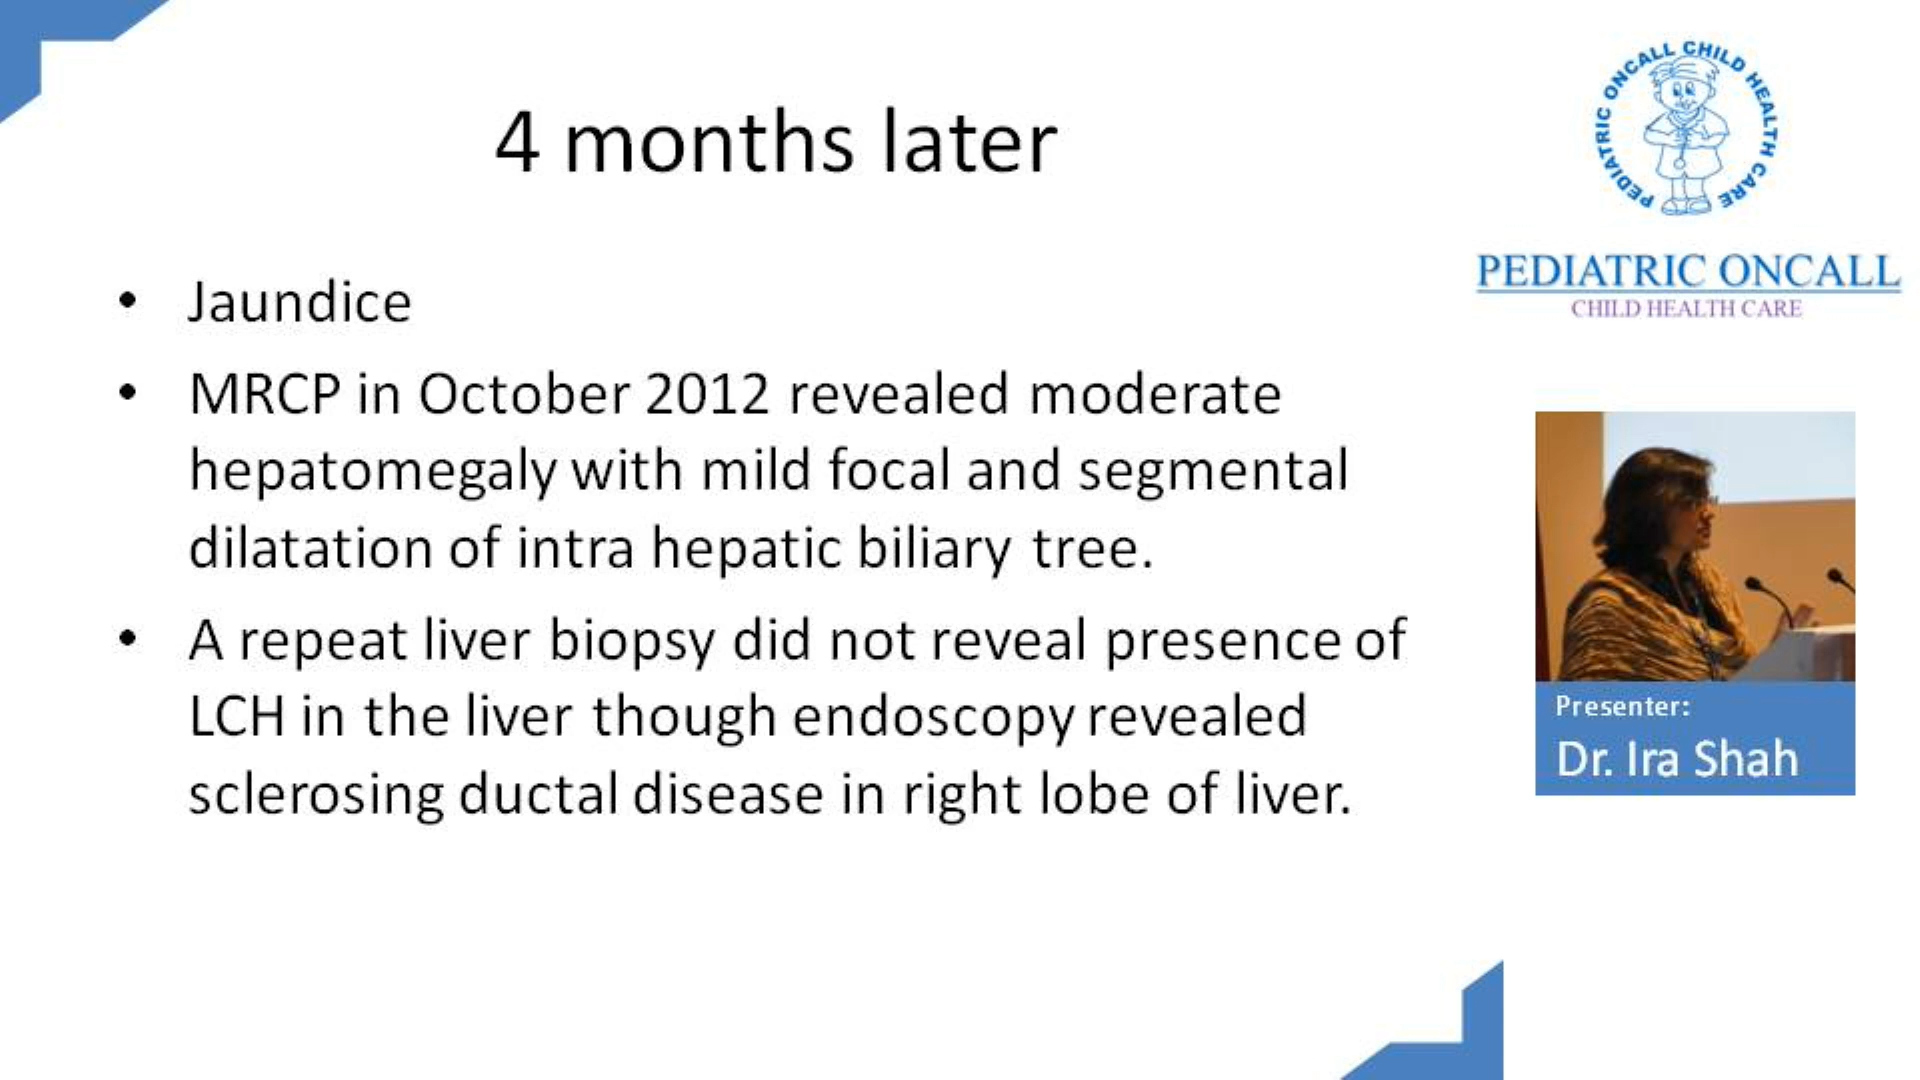 4 months later
• Jaundice
• MRCP in October 2012 revealed moderate
hepatomegaly with mild focal and segmental
dilatation of intra hepatic biliary tree.
• A repeat liver biopsy did not reveal presence of
LCH in the liver though endoscopy revealed
sclerosing ductal disease in right lobe of liver.
PEDIATRIC ONCALL CHILD HEALTH CARE
PEDIATRIC ONCALL
CHILD HEALTH CARE
Presenter:
Dr. Ira Shah